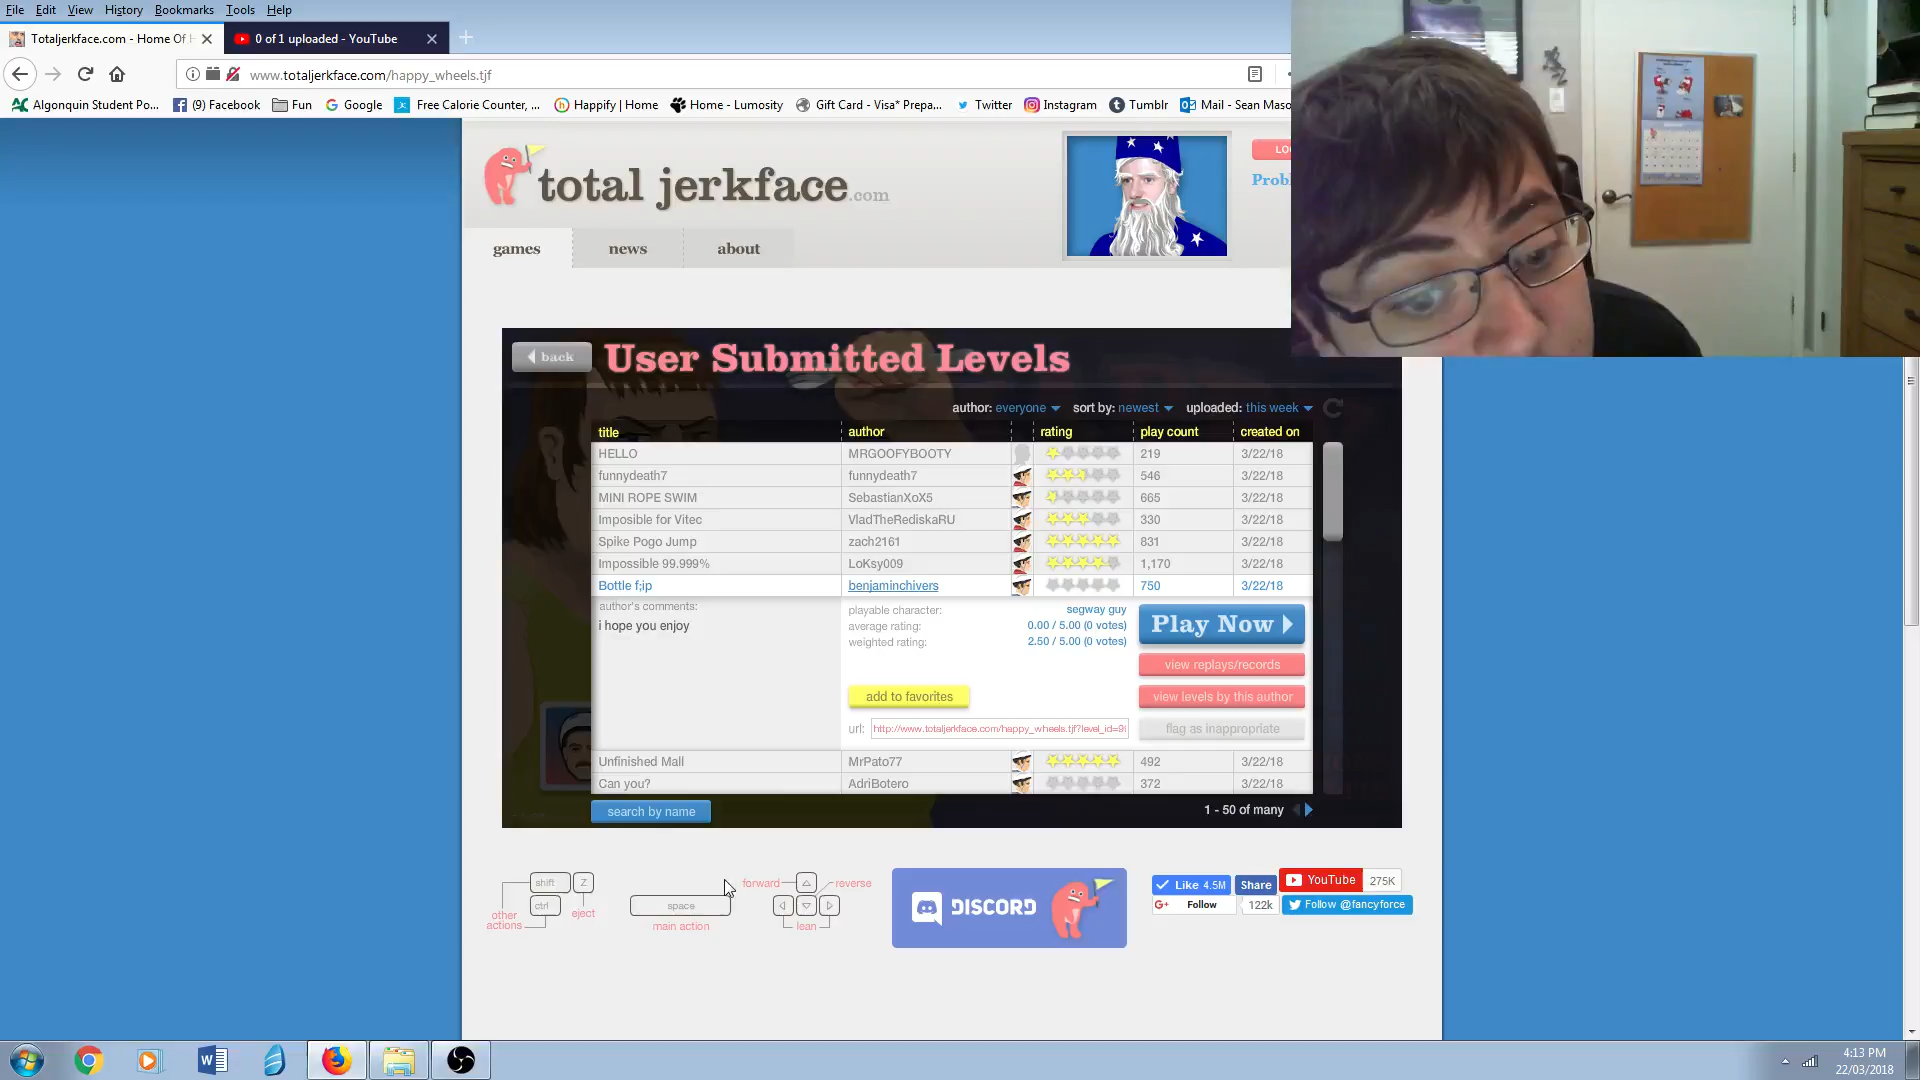 File Edit View History Bookmarks Tools Help
Totaljerkface.com - Home Of H
0 of 1 uploaded - YouTube
www.totaljerkface.com/happy_wheels.tjf
Algonquin Student Po... (9) Facebook Fun Google Free Calorie Counter, ... Happify | Home Home - Lumosity Gift Card - Visa* Prepa... Twitter Instagram Tumblr Mail - Sean Maso
total jerkface.com
LO
Probl
games news about
back User Submitted Levels
author: everyone sort by: newest uploaded: this week
title author rating play count created on
HELLO MRGOOFYBOOTY 219 3/22/18
funnydeath7 funnydeath7 546 3/22/18
MINI ROPE SWIM SebastianXoX5 665 3/22/18
Imposible for Vitec VladTheRediskaRU 330 3/22/18
Spike Pogo Jump zach2161 831 3/22/18
Impossible 99.999% LoKsy009 1,170 3/22/18
Bottle f;ip benjaminchivers 750 3/22/18
author's comments:
i hope you enjoy
playable character: segway guy
average rating: 0.00 / 5.00 (0 votes)
weighted rating: 2.50 / 5.00 (0 votes)
Play Now
view replays/records
add to favorites
view levels by this author
url: http://www.totaljerkface.com/happy_wheels.tjf?level_id=9
flag as inappropriate
Unfinished Mall MrPato77 492 3/22/18
Can you? AdriBotero 372 3/22/18
search by name
1 - 50 of many
shift Z
ctrl
other actions
eject
space
main action
forward reverse
lean
DISCORD
Like 4.5M Share YouTube 275K
Follow 122k Follow @fancyforce
4:13 PM
22/03/2018